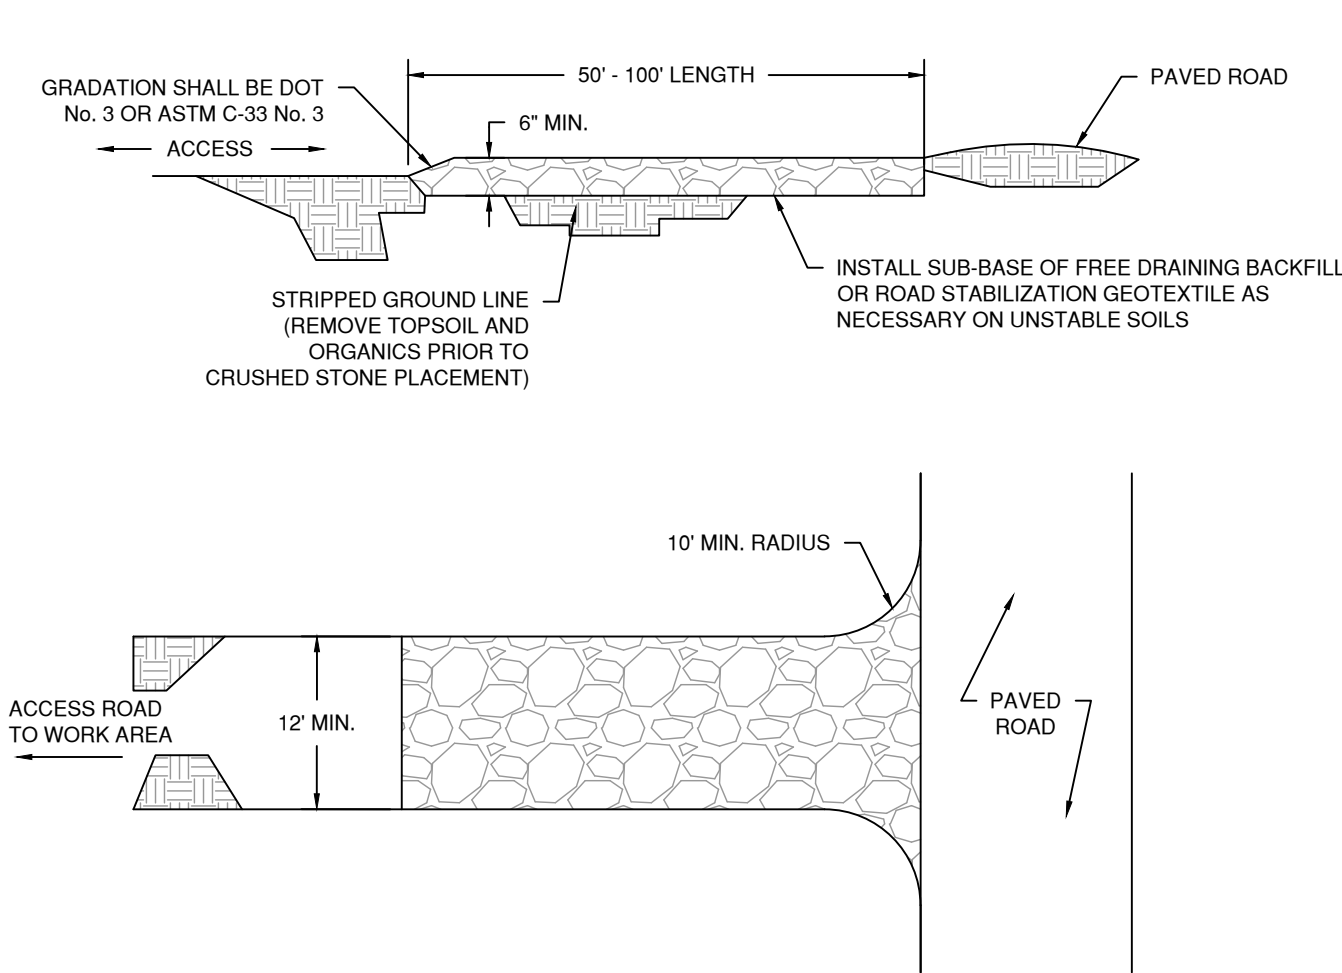 50' - 100' LENGTH
PAVED ROAD
GRADATION SHALL BE DOT
No. 3 OR ASTM C-33 No. 3
6" MIN.
ACCESS
INSTALL SUB-BASE OF FREE DRAINING BACKFILL
OR ROAD STABILIZATION GEOTEXTILE AS
NECESSARY ON UNSTABLE SOILS
STRIPPED GROUND LINE
(REMOVE TOPSOIL AND
ORGANICS PRIOR TO
CRUSHED STONE PLACEMENT)
10' MIN. RADIUS
ACCESS ROAD
TO WORK AREA
12' MIN.
PAVED
ROAD